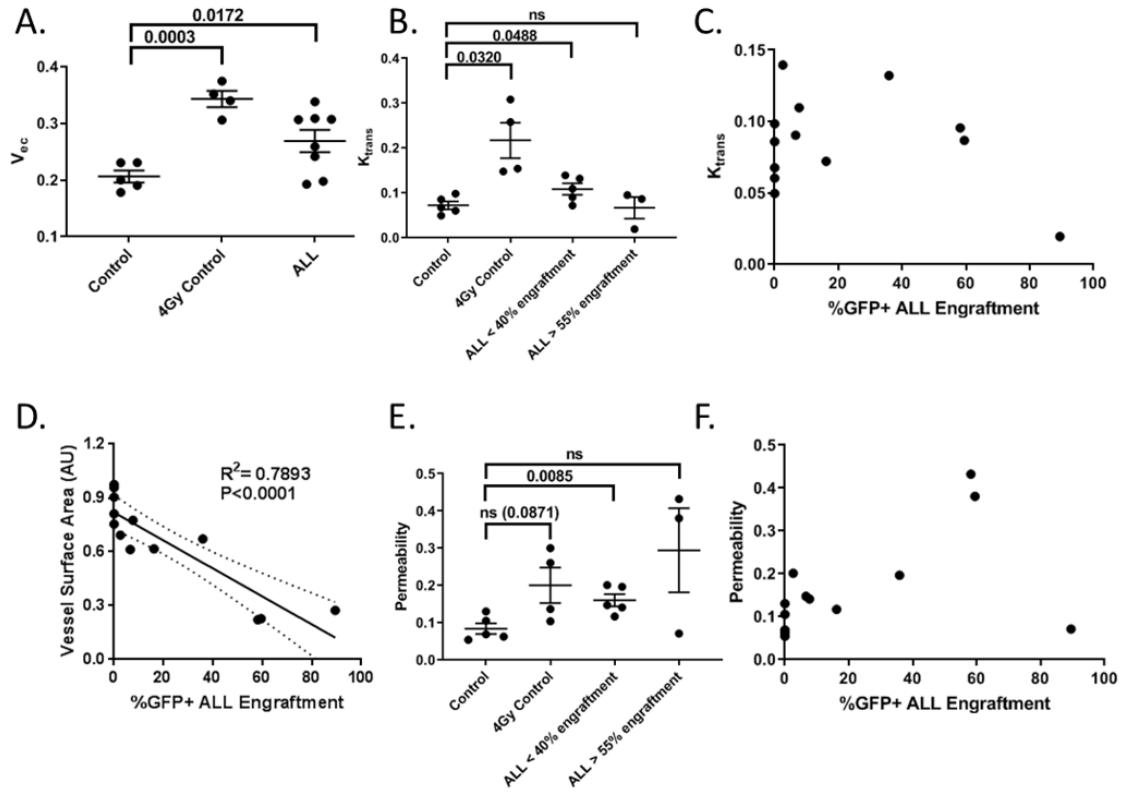 A.
0.0172
0.0003
0.4
0.3
0.2
0.1
Vec
Control
4Gy Control
ALL
B.
ns
0.0488
0.0320
0.4
0.3
0.2
0.1
0.0
Ktrans
Control
4Gy Control
ALL < 40% engraftment
ALL > 55% engraftment
C.
0.15
0.10
0.05
0.00
Ktrans
0 20 40 60 80 100
%GFP+ ALL Engraftment
D.
1.2
0.9
0.6
0.3
0.0
Vessel Surface Area (AU)
R²= 0.7893
P<0.0001
0 20 40 60 80 100
%GFP+ ALL Engraftment
E.
ns
0.0085
ns (0.0871)
0.5
0.4
0.3
0.2
0.1
0.0
Permeability
Control
4Gy Control
ALL < 40% engraftment
ALL > 55% engraftment
F.
0.5
0.4
0.3
0.2
0.1
0.0
Permeability
0 20 40 60 80 100
%GFP+ ALL Engraftment